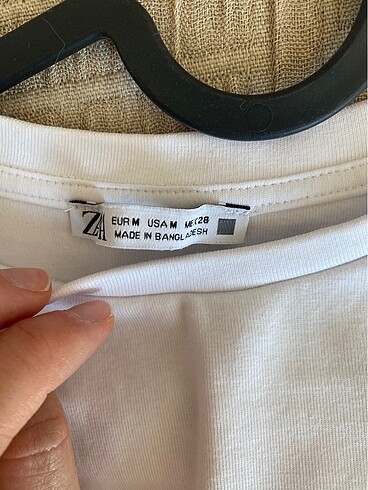 ZA EUR M USA M MEX 28
MADE IN BANGLADESH